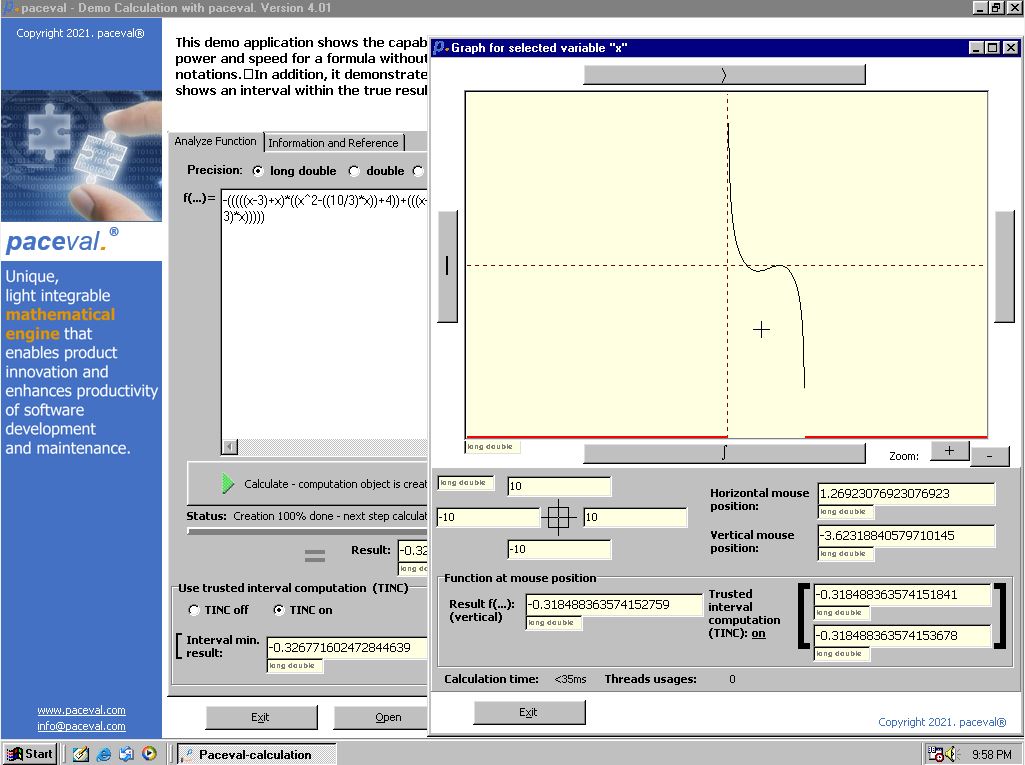 paceval - Demo Calculation with paceval. Version 4.01
Copyright 2021. paceval®
This demo application shows the capab
power and speed for a formula without
notations.□In addition, it demonstrate
shows an interval within the true resul
paceval.®
Unique,
light integrable
mathematical
engine that
enables product
innovation and
enhances productivity
of software
development
and maintenance.
www.paceval.com
info@paceval.com
Analyze Function
Information and Reference
Precision:
long double
double
f(...)=
-(((((x-3)+x)*((x^2-((10/3)*x))+4))+(((x-
3)*x)))))
Calculate - computation object is creat
Status: Creation 100% done - next step calculat
=
Result:
-0.32
long do
Use trusted interval computation (TINC)
TINC off
TINC on
Interval min.
result:
-0.326771602472844639
long double
Exit
Open
Graph for selected variable "x"
long double
Zoom:
+
-
long double
10
-10
10
-10
Horizontal mouse
position:
1.26923076923076923
long double
Vertical mouse
position:
-3.62318840579710145
long double
Function at mouse position
Result f(...):
(vertical)
-0.318488363574152759
long double
Trusted
interval
computation
(TINC): on
-0.318488363574151841
long double
-0.318488363574153678
long double
Calculation time: <35ms Threads usages: 0
Exit
Copyright 2021. paceval®
Start
Paceval-calculation
9:58 PM